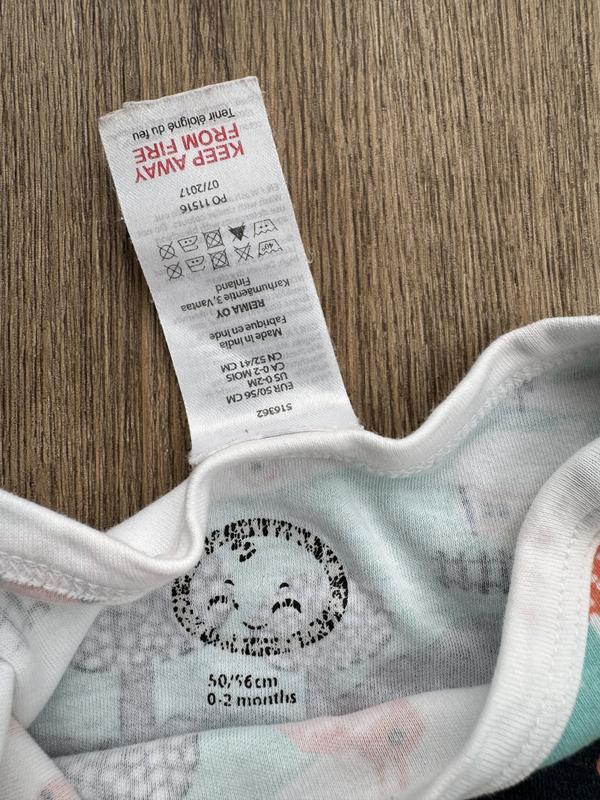 516362
EUR 50/56 CM
US 0-2M
CA 0-2 MOIS
CN 52/41 CM
Made in India
Fabriqué en Inde
REIMA OY
Karhumäentie 3, Vantaa
Finland
40°
PO 11516
07/2017
KEEP AWAY
FROM FIRE
Tenir éloigné du feu
50/56cm
0-2 months